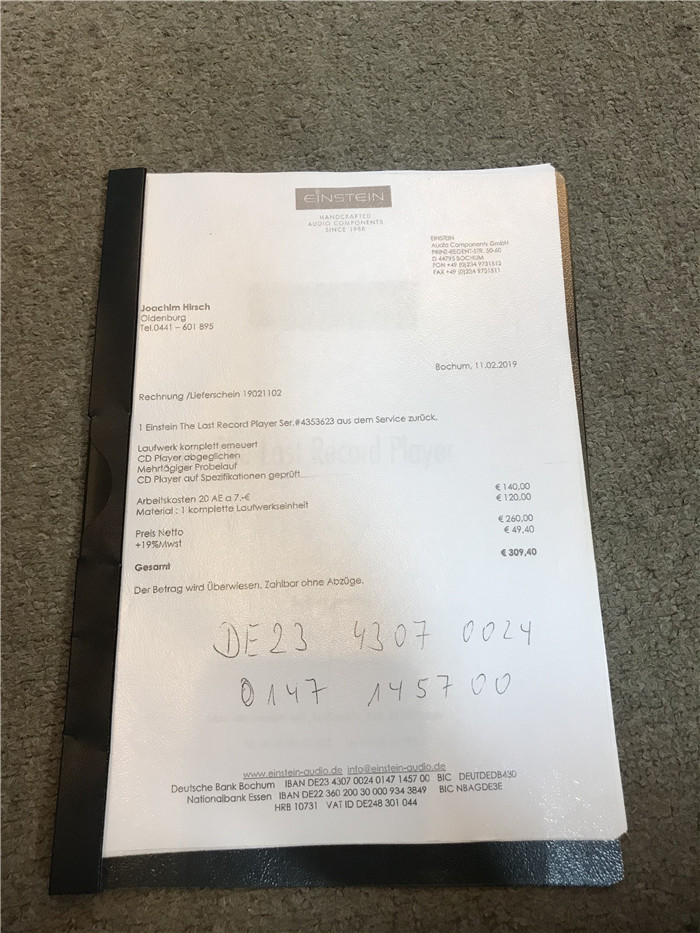 EINSTEIN
HANDCRAFTED
AUDIO COMPONENTS
SINCE 1988
EINSTEIN
Audio Components GmbH
PRINZ-REGENT-STR. 50-60
D 44795 BOCHUM
FON +49 (0)234 9731512
FAX +49 (0)234 9731511
Joachim Hirsch
Oldenburg
Tel.0441 – 601 895
Bochum, 11.02.2019
Rechnung /Lieferschein 19021102
1 Einstein The Last Record Player Ser.#4353623 aus dem Service zurück.
Laufwerk komplett erneuert
CD Player abgeglichen
Mehrtägiger Probelauf
CD Player auf Spezifikationen geprüft
Last Record Player
Arbeitskosten 20 AE a 7,-€ € 140,00
Material : 1 komplette Laufwerkseinheit € 120,00
Preis Netto € 260,00
+19%Mwst € 49,40
Gesamt € 309,40
Der Betrag wird Überwiesen. Zahlbar ohne Abzüge.
DE23 4307 0024
0147 145700
www.einstein-audio.de info@einstein-audio.de
Deutsche Bank Bochum IBAN DE23 4307 0024 0147 1457 00 BIC DEUTDEDB430
Nationalbank Essen IBAN DE22 360 200 30 000 934 3849 BIC NBAGDE3E
HRB 10731 VAT ID DE248 301 044